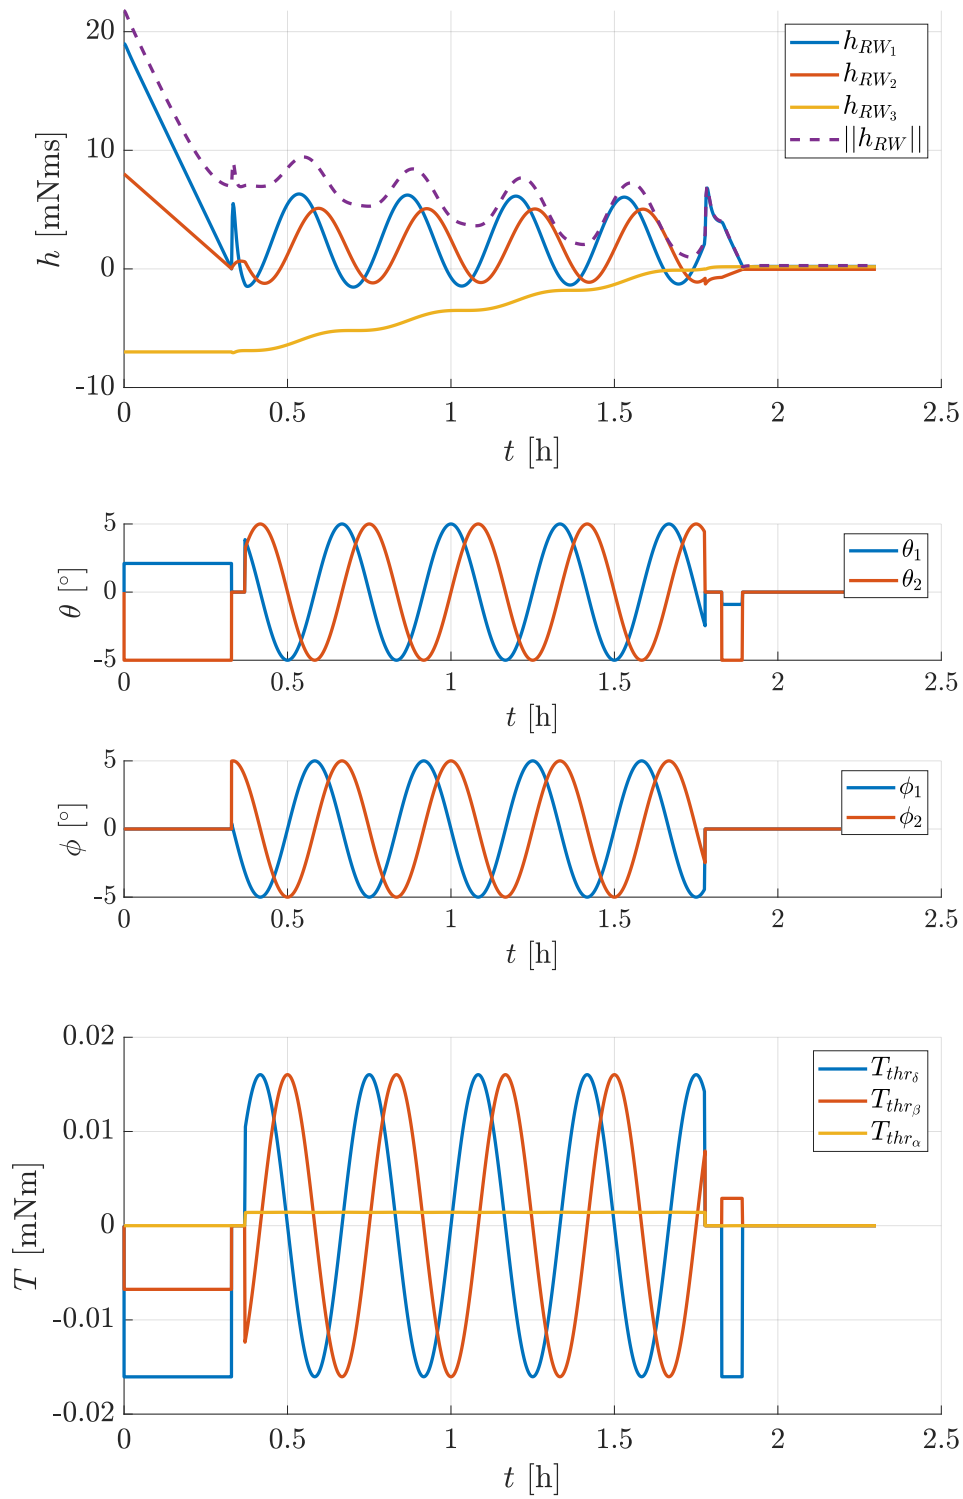 20
10
0
-10
h [mNms]
h_{RW_1}
h_{RW_2}
h_{RW_3}
||h_{RW}||
0 0.5 1 1.5 2 2.5
t [h]
5
0
-5
θ [°]
θ_1
θ_2
0 0.5 1 1.5 2 2.5
t [h]
5
0
-5
ϕ [°]
ϕ_1
ϕ_2
0 0.5 1 1.5 2 2.5
t [h]
0.02
0.01
0
-0.01
-0.02
T [mNm]
T_{thr_δ}
T_{thr_β}
T_{thr_α}
0 0.5 1 1.5 2 2.5
t [h]